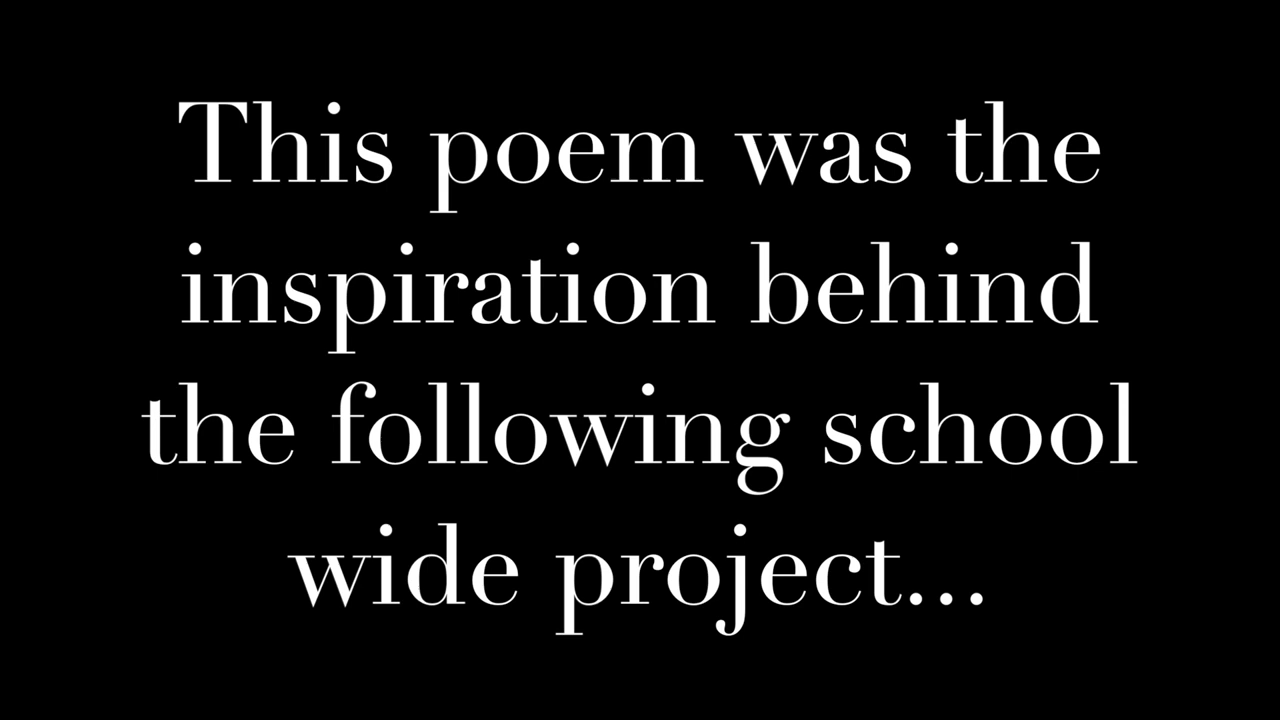 This poem was the
inspiration behind
the following school
wide project...